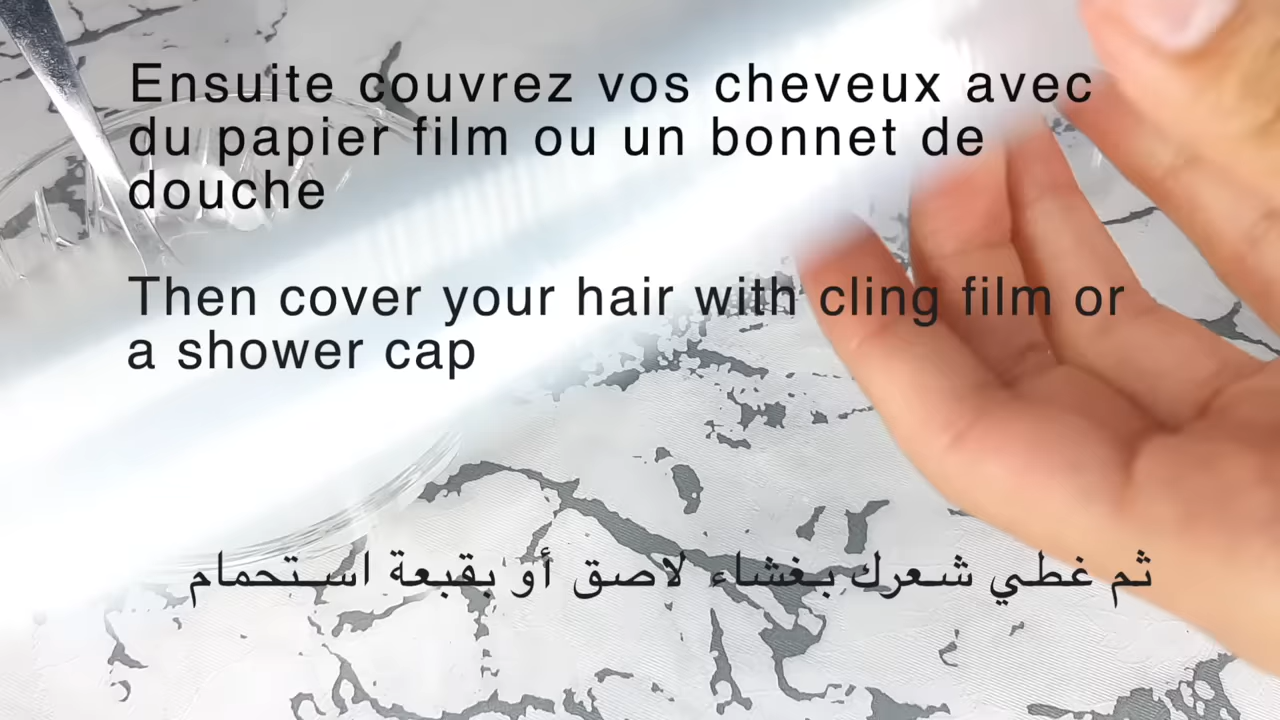 Ensuite couvrez vos cheveux avec
du papier film ou un bonnet de
douche
Then cover your hair with cling film or
a shower cap
ثم غطي شعرك بغشاء لاصق أو بقبعة استحمام